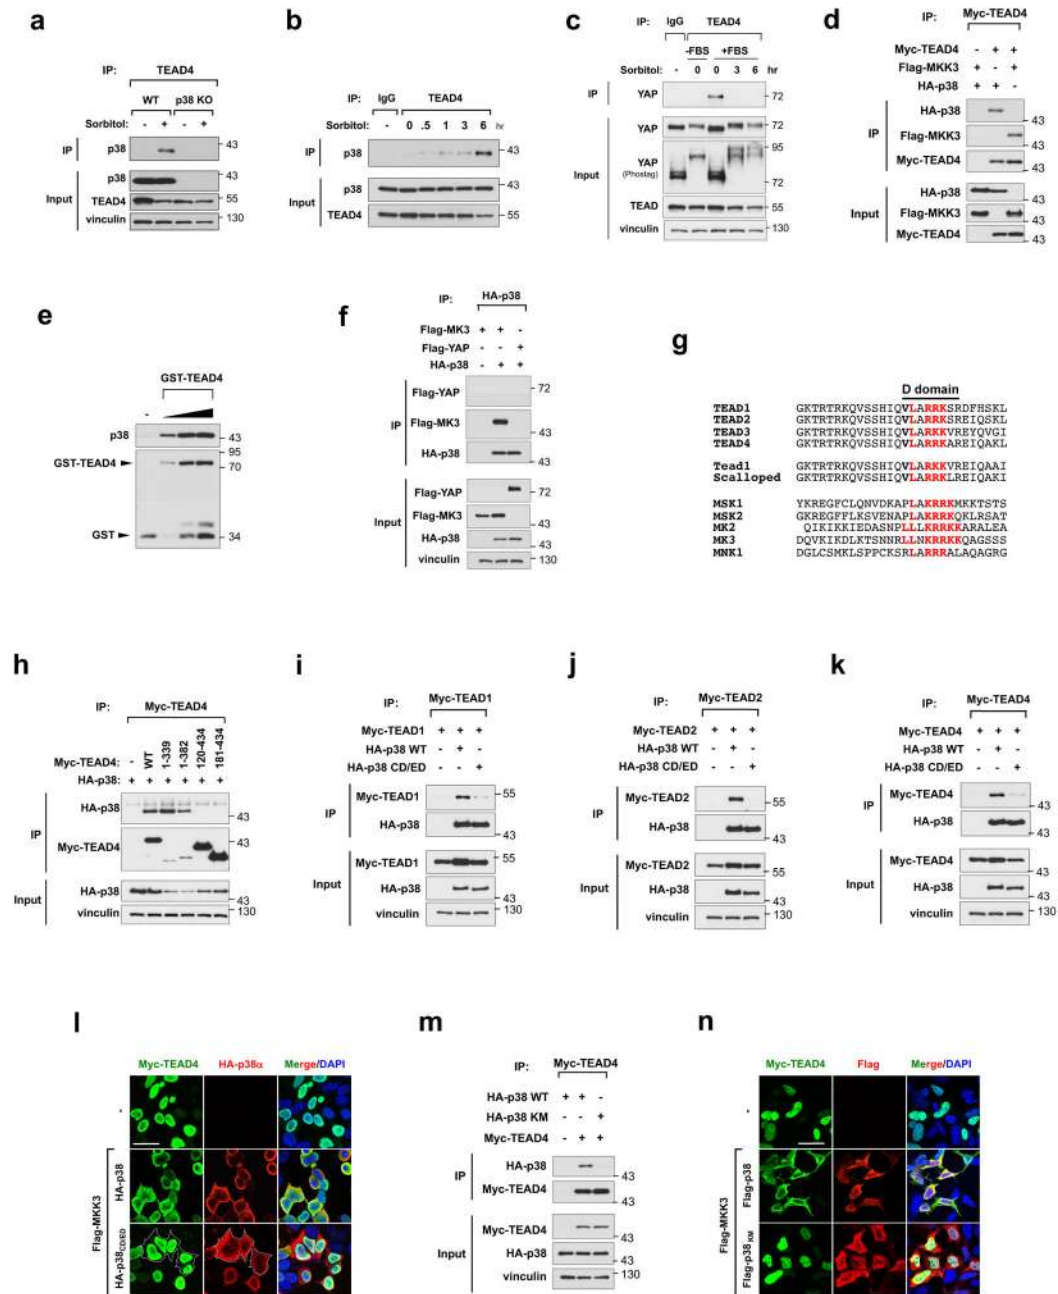 a
IP: TEAD4
WT p38 KO
Sorbitol: - + - +
IP p38 43
Input p38 43
TEAD4 55
vinculin 130
b
IP: IgG TEAD4
Sorbitol: - 0 .5 1 3 6 hr
IP p38 43
Input p38 43
TEAD4 55
c
IP: IgG TEAD4
-FBS +FBS
Sorbitol: - 0 0 3 6 hr
IP YAP 72
Input YAP 72
YAP (Phostag) 95 72
TEAD 55
vinculin 130
d
IP: Myc-TEAD4
Myc-TEAD4 - + +
Flag-MKK3 + - +
HA-p38 + + -
IP HA-p38 43
Flag-MKK3 43
Myc-TEAD4 43
Input HA-p38 43
Flag-MKK3 43
Myc-TEAD4 43
e
GST-TEAD4
-
p38 43
GST-TEAD4 95 70
GST 34
f
IP: HA-p38
Flag-MK3 + + -
Flag-YAP - - +
HA-p38 - + +
IP Flag-YAP 72
Flag-MK3 43
HA-p38 43
Input Flag-YAP 72
Flag-MK3 43
HA-p38 43
vinculin 130
g
D domain
TEAD1 GKTRTRKQVSSHIQVLARRKSRDFHSKL
TEAD2 GKTRTRKQVSSHIQVLARRKSREIQSKL
TEAD3 GKTRTRKQVSSHIQVLARKKVREYQVGI
TEAD4 GKTRTRKQVSSHIQVLARRKAREIQAKL
Tead1 GKTRTRKQVSSHIQVLARKKVREIQAAI
Scalloped GKTRTRKQVSSHIQVLARRKLREIQAKL
MSK1 YKREGFCLQNVDKAPLAKRRKMKKTSTS
MSK2 KREGFFLKSVENAPLAKRRKQKLRSAT
MK2 QIKIKKIEDASNPLLLKRRKKARALEA
MK3 DQVKIKDLKTSNNRLLNKRRKKQAGSSS
MNK1 DGLCSMKLSPPCKSRLARRRALAQAGRG
h
IP: Myc-TEAD4
Myc-TEAD4: - WT 1-339 1-382 120-434 181-434
HA-p38: + + + + + +
IP HA-p38 43
Myc-TEAD4
Input HA-p38 43
vinculin 130
i
IP: Myc-TEAD1
Myc-TEAD1 + + +
HA-p38 WT - + -
HA-p38 CD/ED - - +
IP Myc-TEAD1 55
HA-p38 43
Input Myc-TEAD1 55
HA-p38 43
vinculin 130
j
IP: Myc-TEAD2
Myc-TEAD2 + + +
HA-p38 WT - + -
HA-p38 CD/ED - - +
IP Myc-TEAD2 55
HA-p38 43
Input Myc-TEAD2 55
HA-p38 43
vinculin 130
k
IP: Myc-TEAD4
Myc-TEAD4 + + +
HA-p38 WT - + -
HA-p38 CD/ED - - +
IP Myc-TEAD4 43
HA-p38 43
Input Myc-TEAD4 43
HA-p38 43
vinculin 130
l
Myc-TEAD4 HA-p38α Merge/DAPI
-
Flag-MKK3
HA-p38
HA-p38CD/ED
m
IP: Myc-TEAD4
HA-p38 WT + + -
HA-p38 KM - - +
Myc-TEAD4 - + +
IP HA-p38 43
Myc-TEAD4 43
Input Myc-TEAD4 43
HA-p38 43
vinculin 130
n
Myc-TEAD4 Flag Merge/DAPI
-
Flag-MKK3
Flag-p38
Flag-p38KM